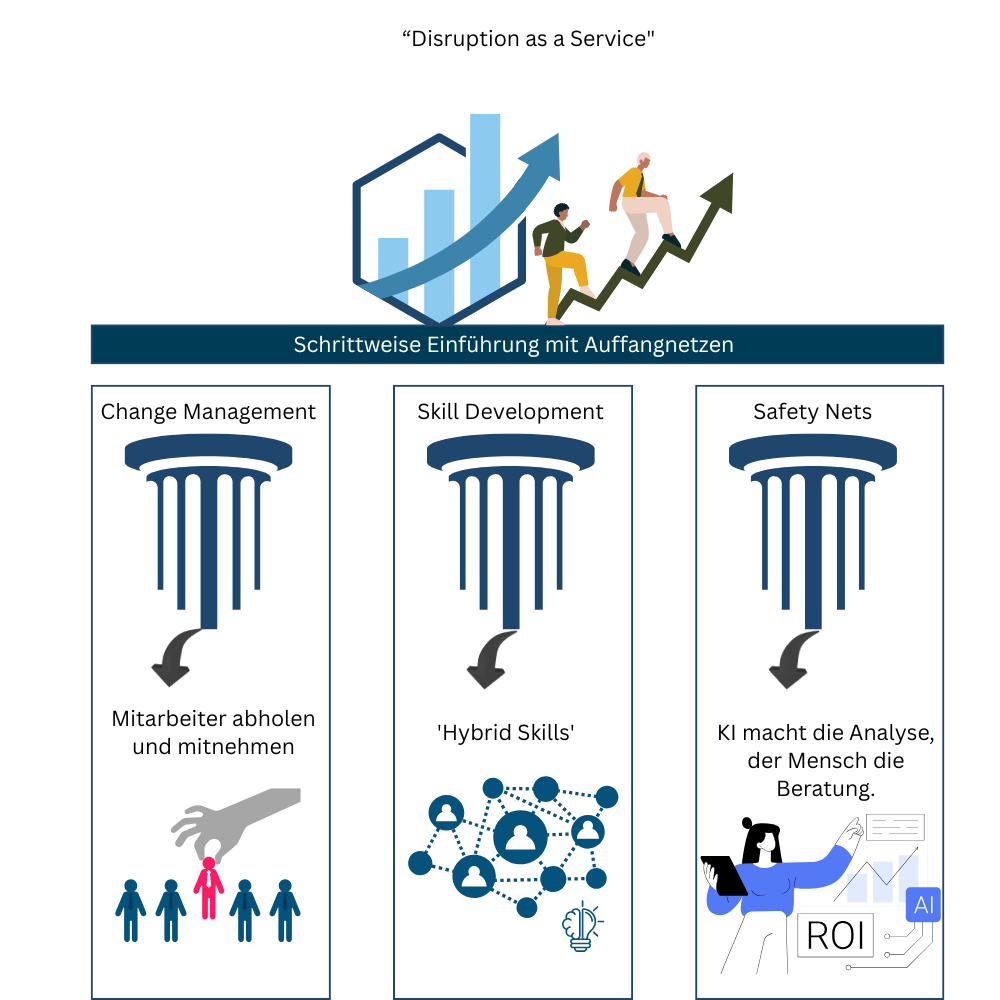 “Disruption as a Service"
Schrittweise Einführung mit Auffangnetzen
Change Management
Mitarbeiter abholen
und mitnehmen
Skill Development
'Hybrid Skills'
Safety Nets
KI macht die Analyse,
der Mensch die
Beratung.
AI
ROI